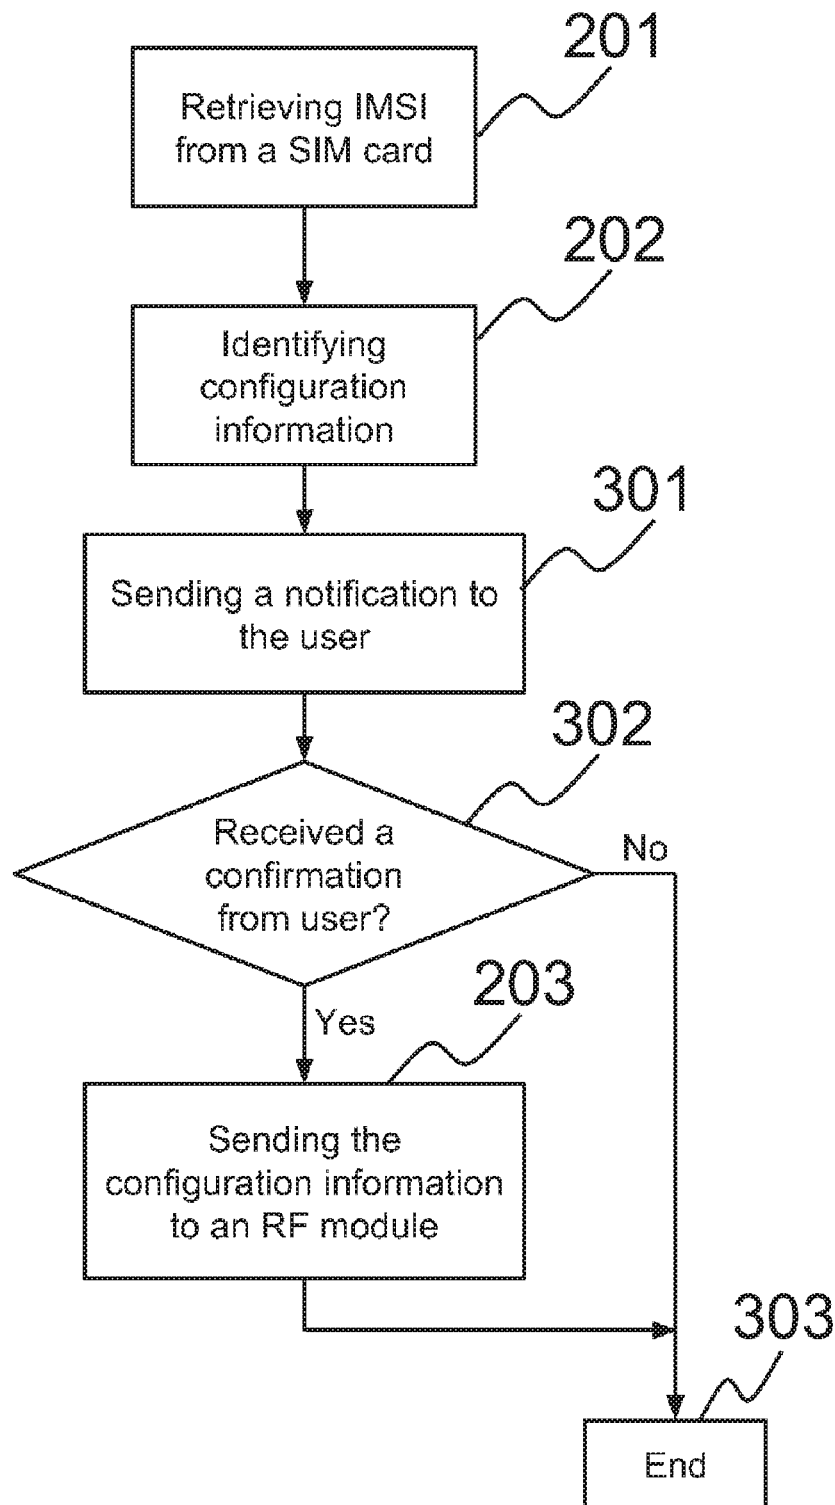 201
Retrieving IMSI
from a SIM card
202
Identifying
configuration
information
301
Sending a notification to
the user
302
Received a
confirmation
from user?
No
Yes
203
Sending the
configuration information
to an RF module
303
End